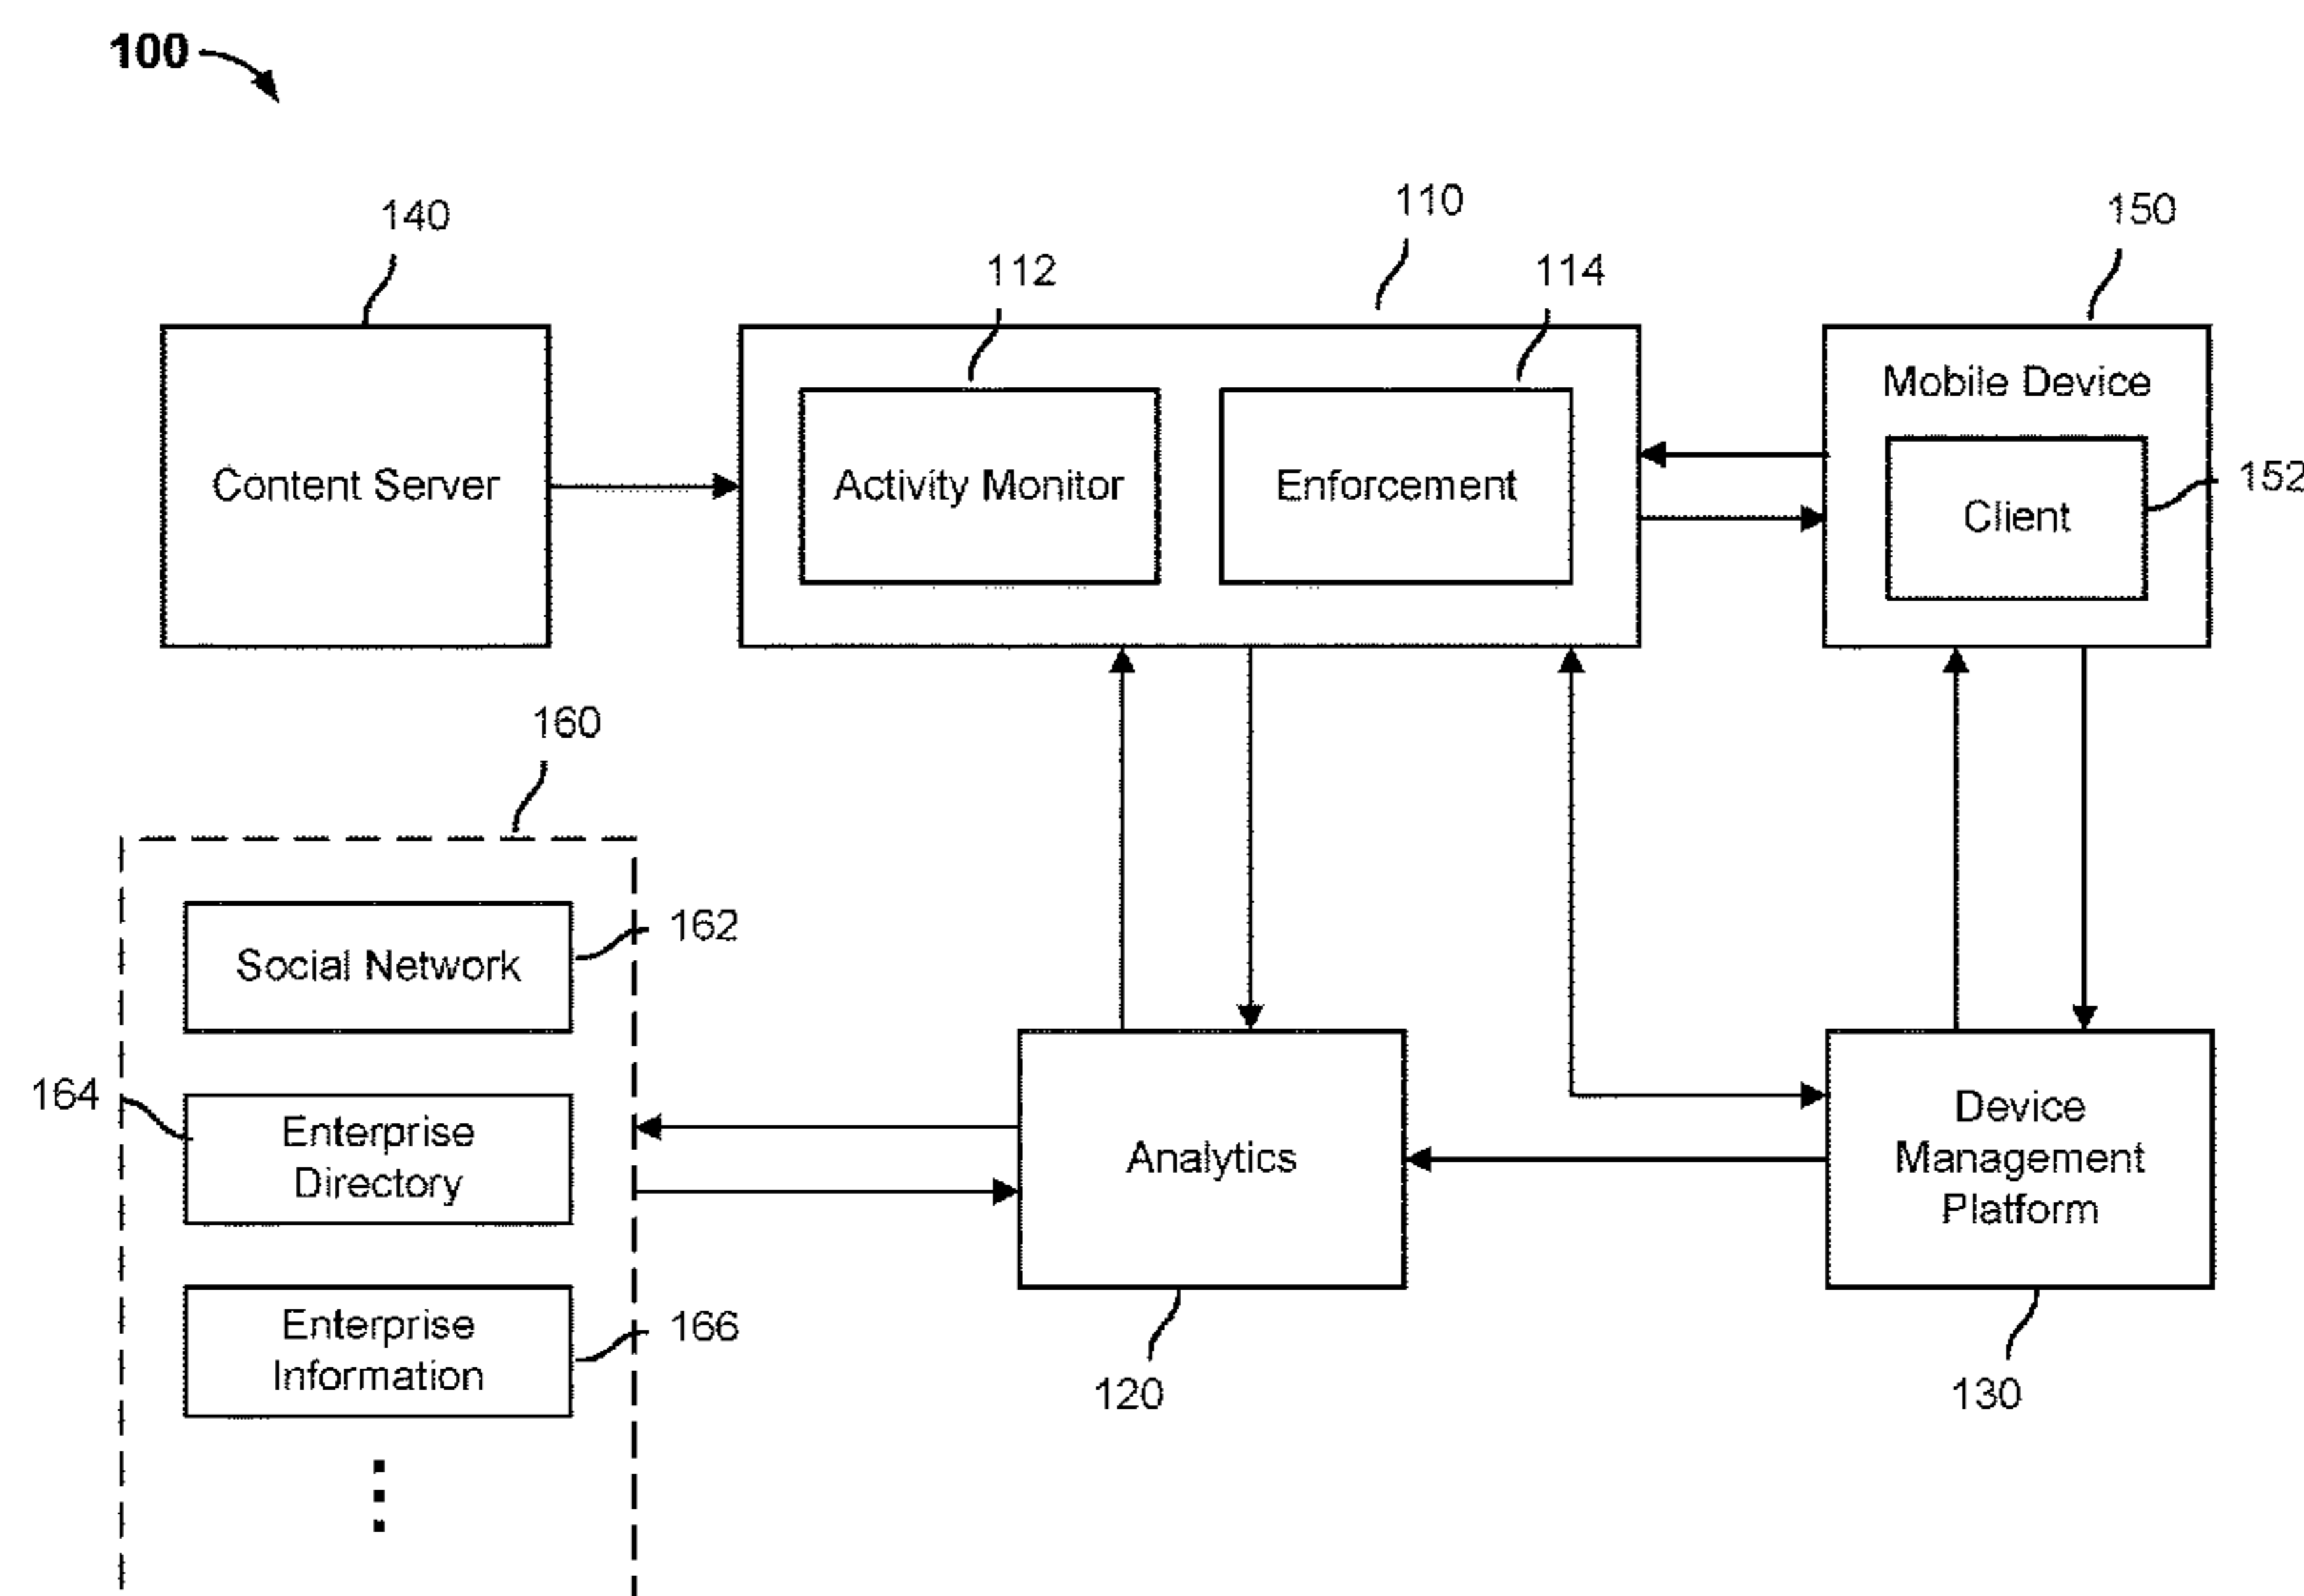 100
140
110
150
112
114
Mobile Device
Content Server
Activity Monitor
Enforcement
Client
152
160
Social Network
162
164
Enterprise
Directory
Analytics
Device
Management
Platform
Enterprise
Information
166
120
130